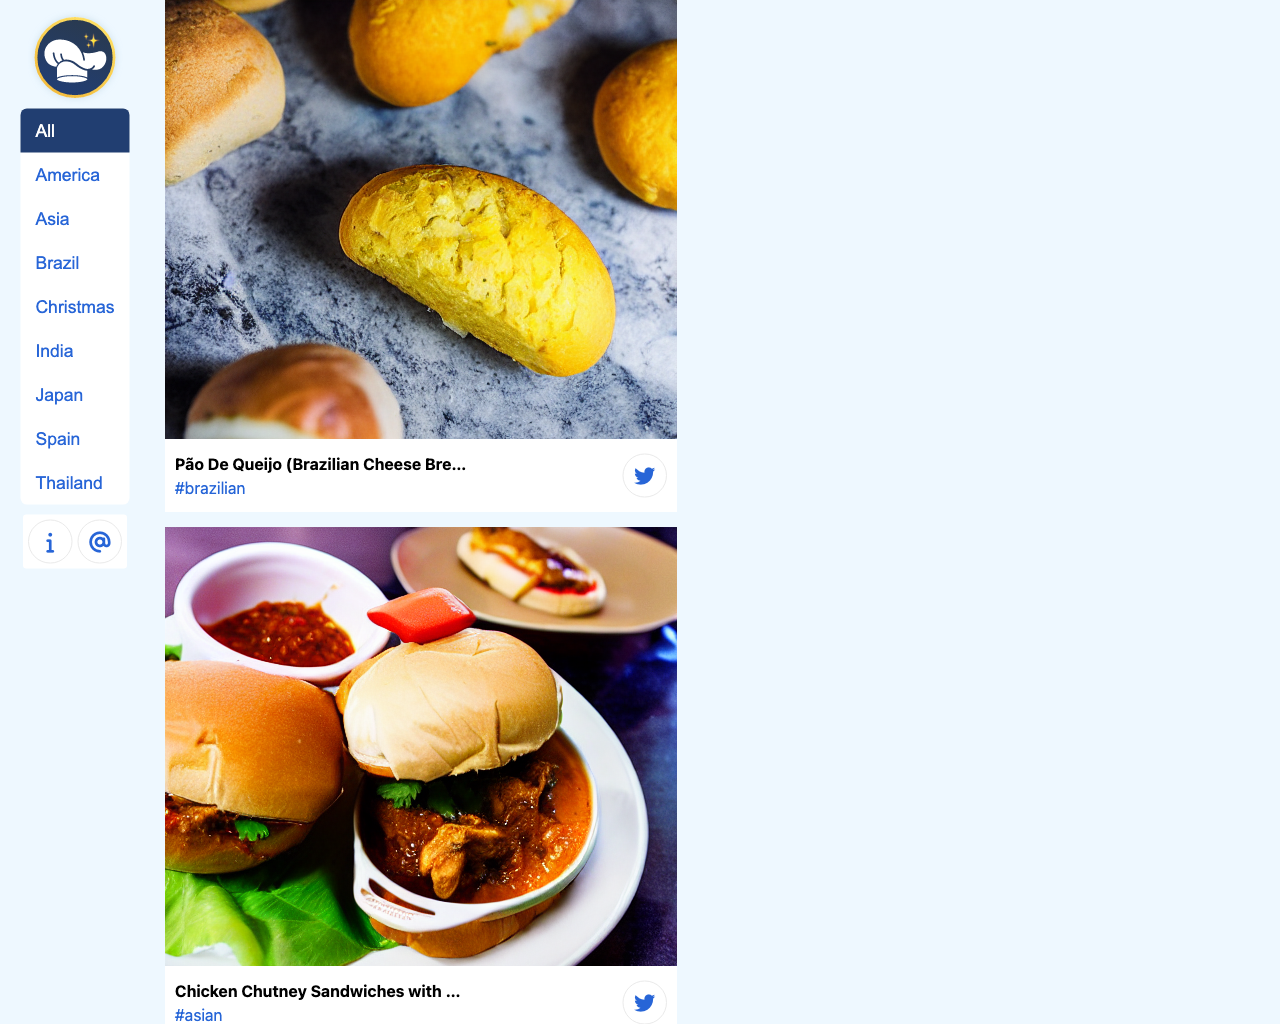 All
America
Asia
Brazil
Christmas
India
Japan
Spain
Thailand
Pão De Queijo (Brazilian Cheese Bre...
#brazilian
Chicken Chutney Sandwiches with ...
#asian